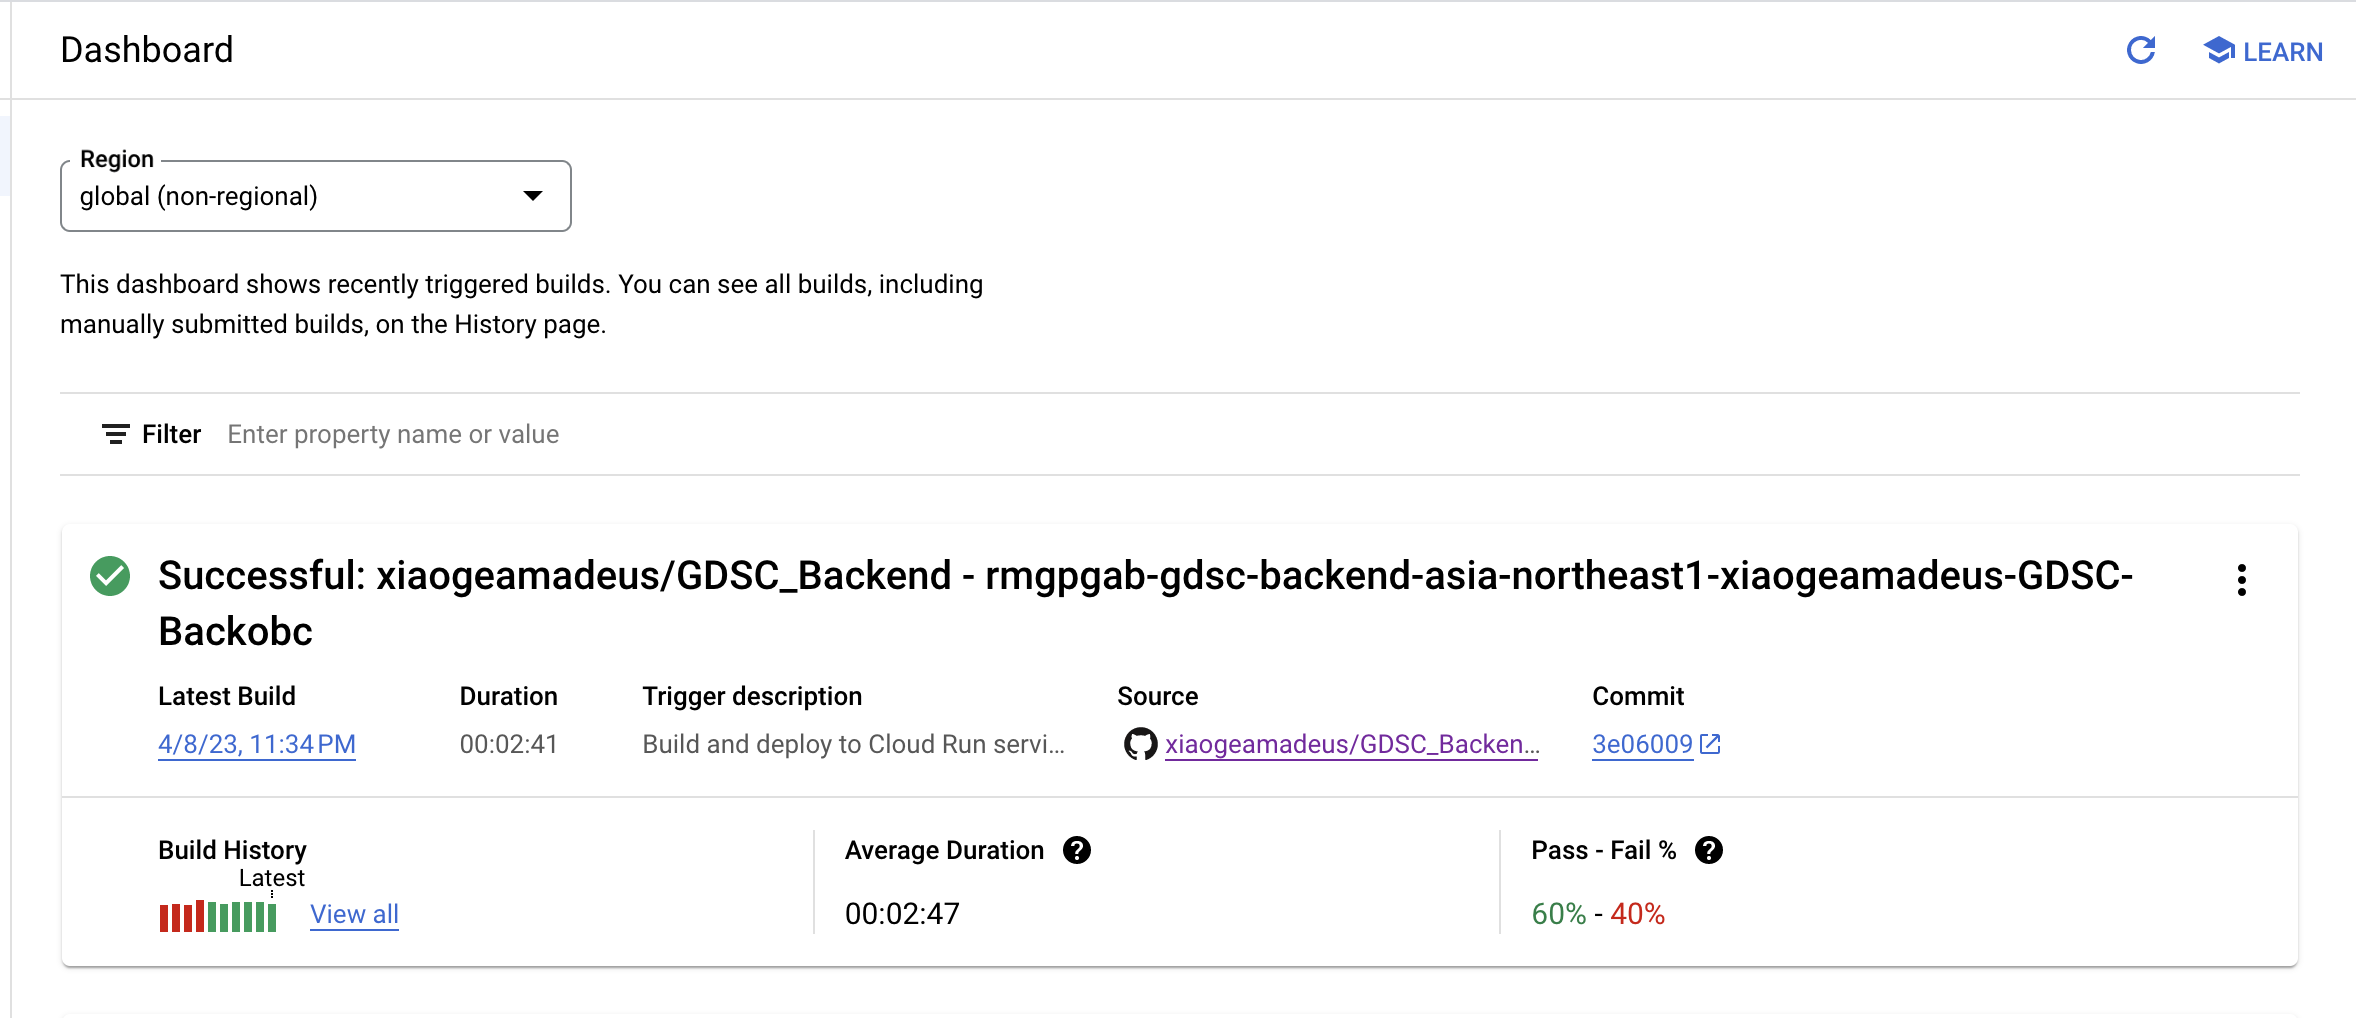 Dashboard
LEARN
Region
global (non-regional)
This dashboard shows recently triggered builds. You can see all builds, including
manually submitted builds, on the History page.
Filter Enter property name or value
Successful: xiaogeamadeus/GDSC_Backend - rmgpgab-gdsc-backend-asia-northeast1-xiaogeamadeus-GDSC-
Backobc
Latest Build Duration Trigger description Source Commit
4/8/23, 11:34 PM 00:02:41 Build and deploy to Cloud Run servi... xiaogeamadeus/GDSC_Backen... 3e06009
Build History Average Duration ? Pass - Fail % ?
Latest
View all 00:02:47 60% - 40%